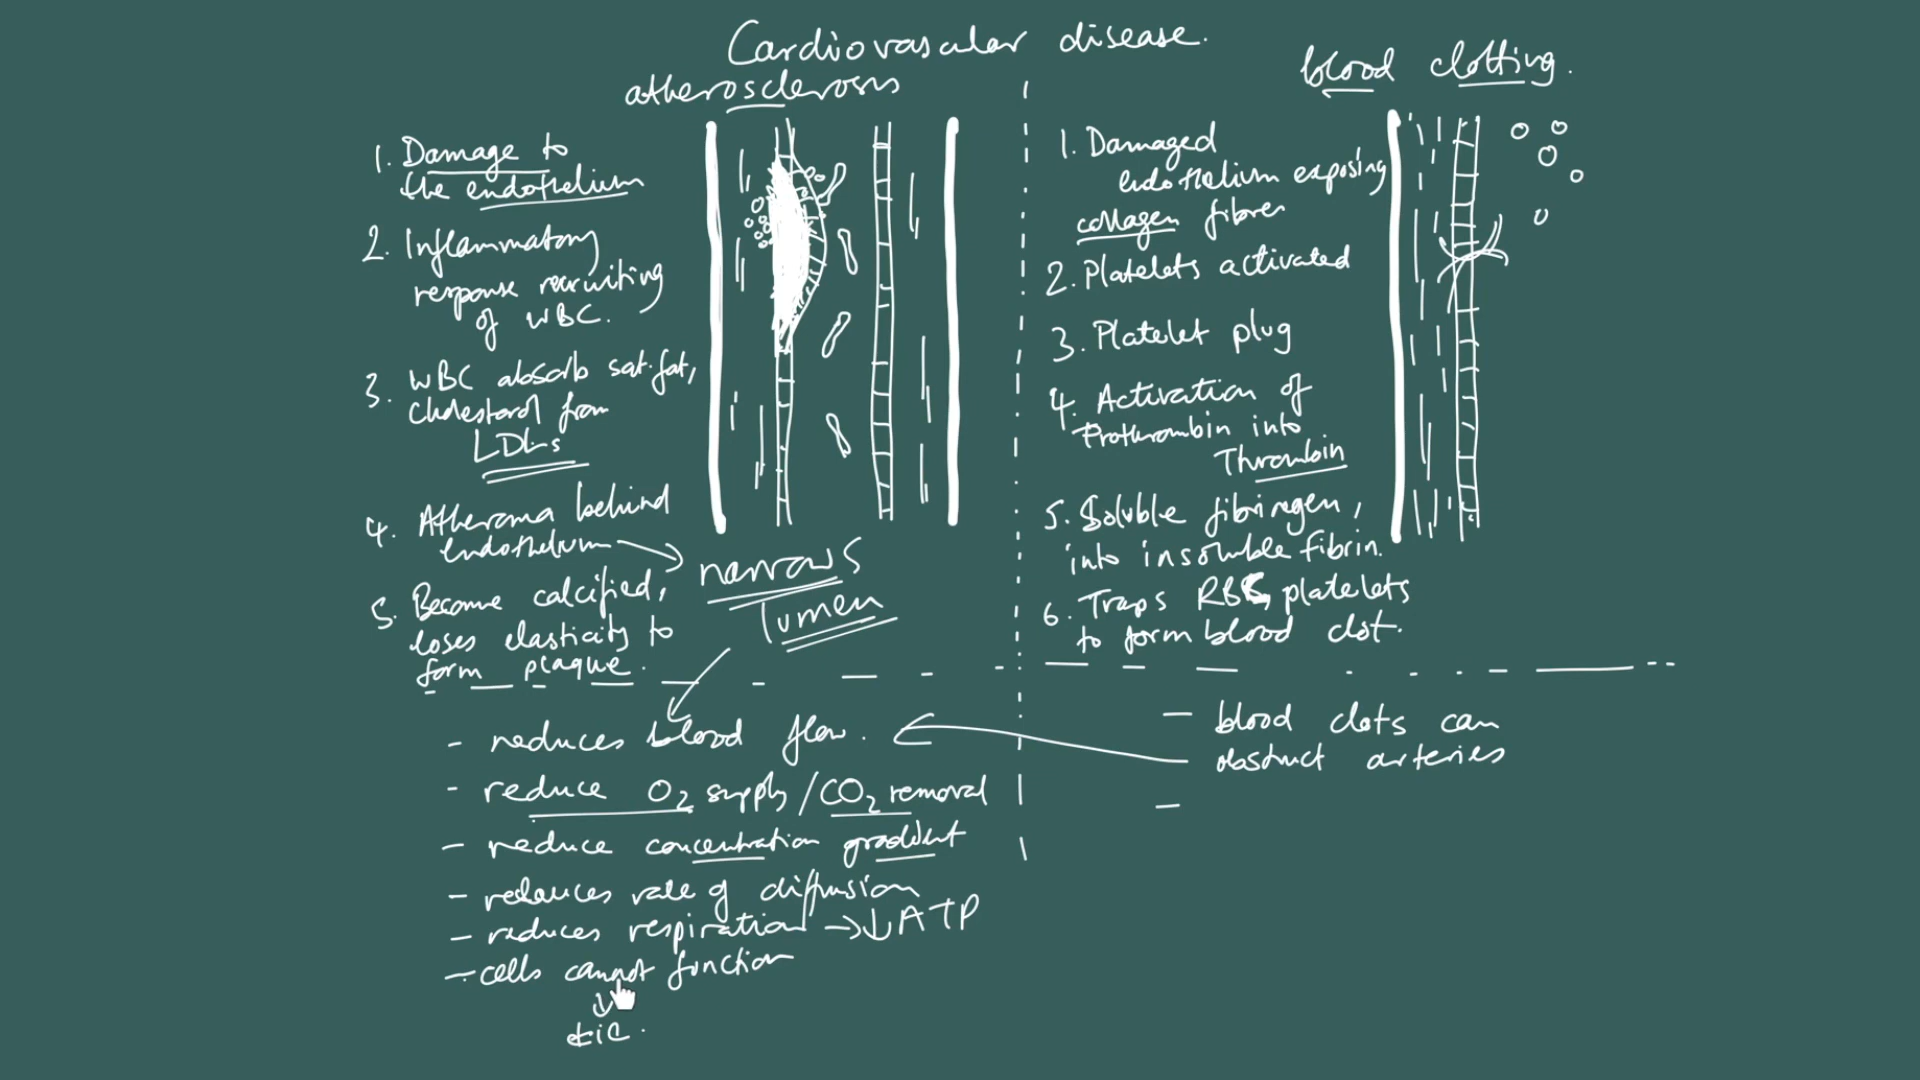 Cardiovascular disease.
atherosclerosis
1. Damage to
the endothelium
2. Inflammatory
response recruiting
of WBC.
3. WBC absorb sat. fat,
cholesterol from
LDLs
4. Atheroma behind
endothelium → narrows
lumen
5. Become calcified,
loses elasticity to
form plaque.
- reduces blood flow.
- reduce O2 supply/CO2 removal
- reduce concentration gradient
- reduces rate of diffusion
- reduces respiration → ↓ATP
- cells cannot function
↓
die.
blood clotting.
1. Damaged
endothelium exposing
collagen fibres
2. Platelets activated
3. Platelet plug
4. Activation of
Prothrombin into
Thrombin
5. Soluble fibrinogen,
into insoluble fibrin.
6. Traps RBC, platelets
to form blood clot.
- blood clots can
obstruct arteries
-